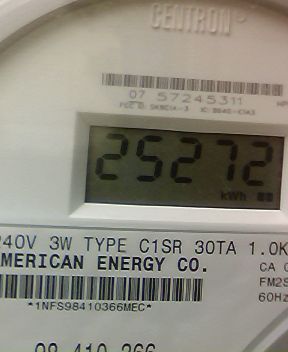 CENTRON®
07 57245311
25272
kWh
240V 3W TYPE C1SR 30TA 1.0K
AMERICAN ENERGY CO.
CA 0
FM2S
60Hz
*1NFS98410366MEC*
98 410 366